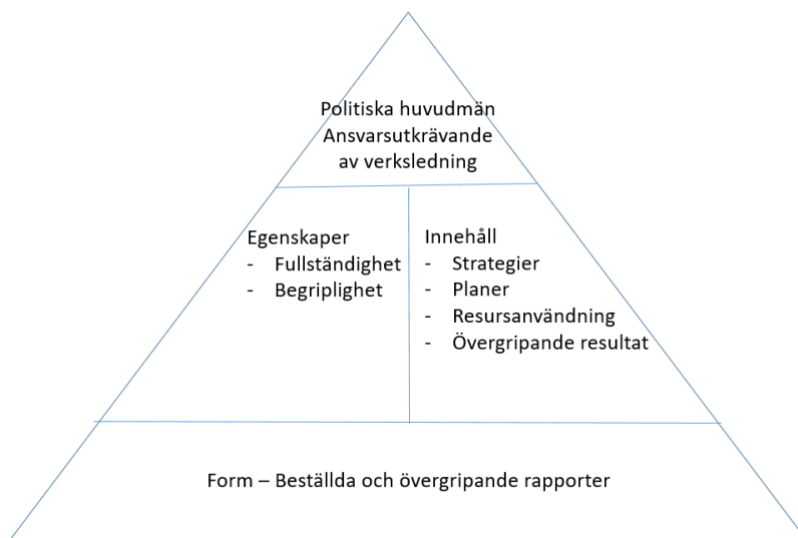 Politiska huvudmän
Ansvarsutkrävande
av verksledning
Egenskaper
- Fullständighet
- Begriplighet
Innehåll
- Strategier
- Planer
- Resursanvändning
- Övergripande resultat
Form – Beställda och övergripande rapporter